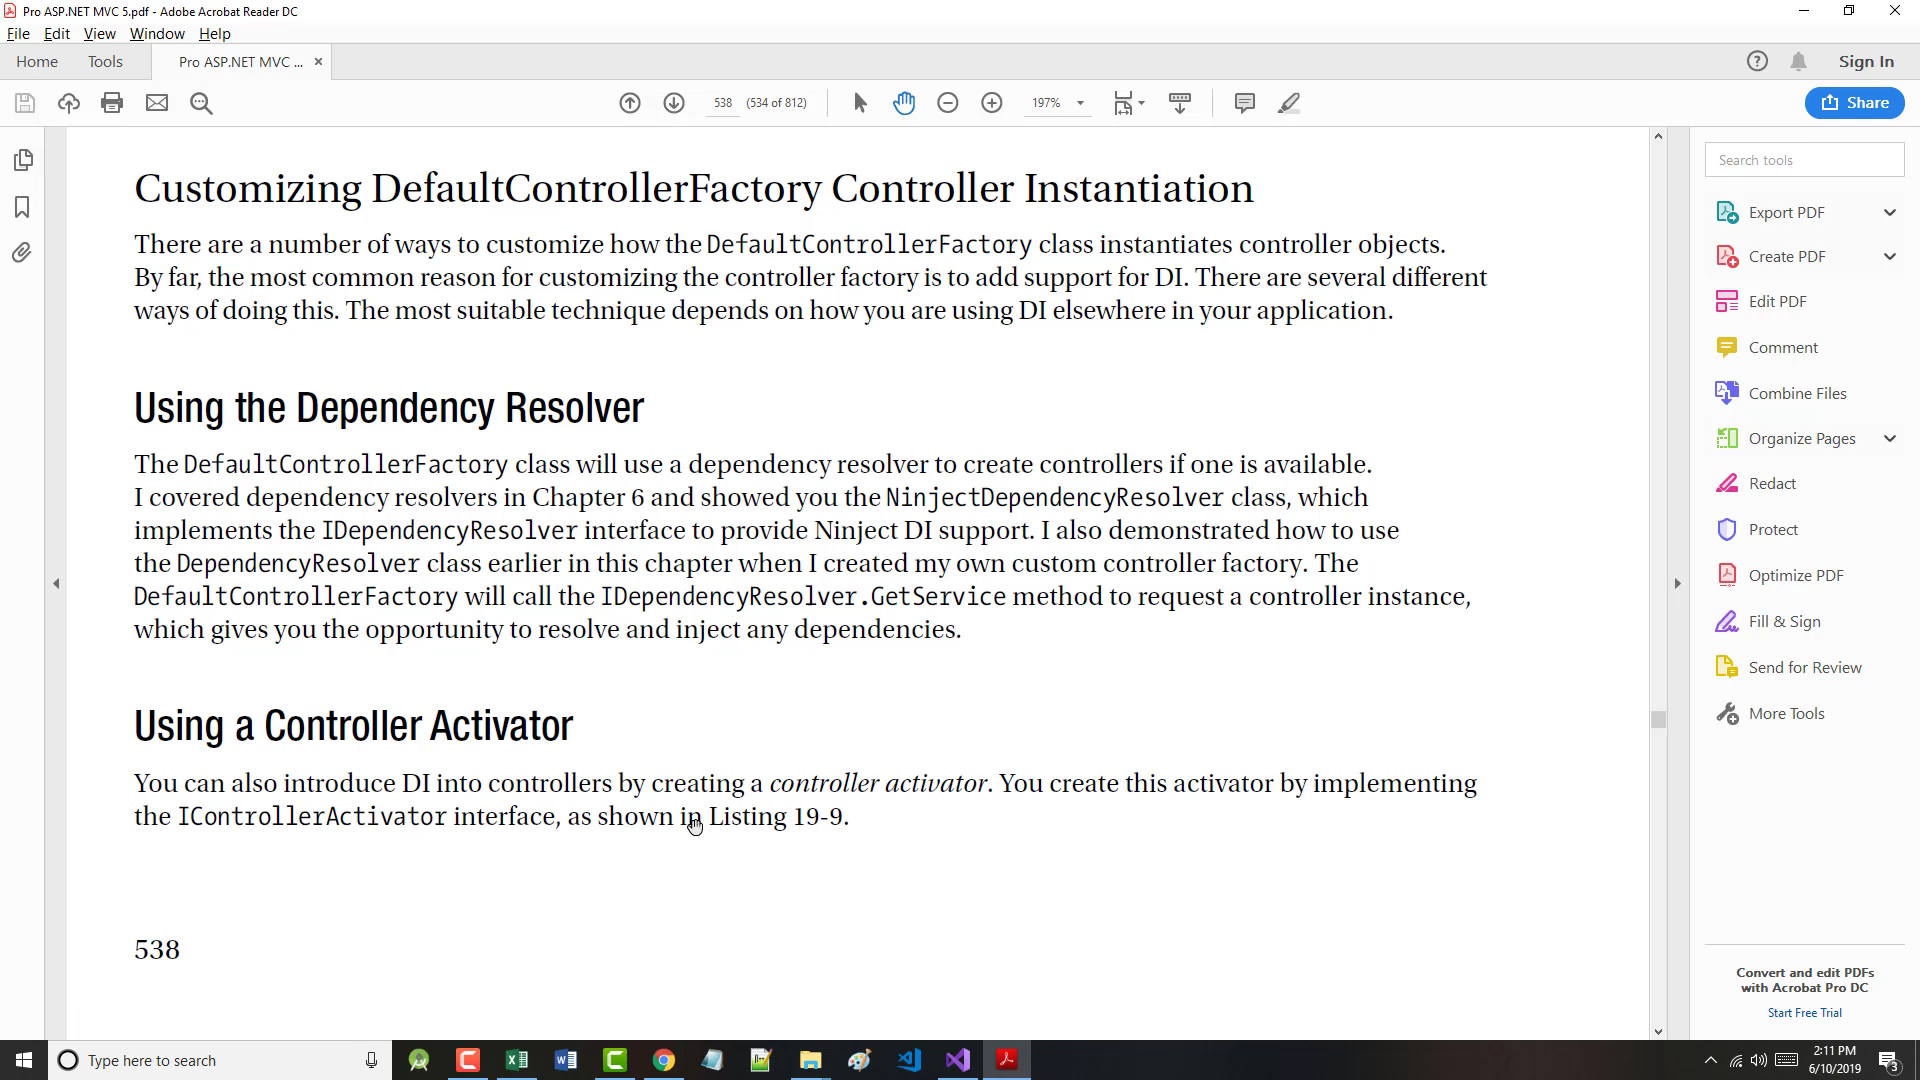 Pro ASP.NET MVC 5.pdf - Adobe Acrobat Reader DC
File Edit View Window Help
Home Tools Pro ASP.NET MVC ... × Sign In
538 (534 of 812) 197% Share
Customizing DefaultControllerFactory Controller Instantiation
There are a number of ways to customize how the DefaultControllerFactory class instantiates controller objects.
By far, the most common reason for customizing the controller factory is to add support for DI. There are several different
ways of doing this. The most suitable technique depends on how you are using DI elsewhere in your application.
Using the Dependency Resolver
The DefaultControllerFactory class will use a dependency resolver to create controllers if one is available.
I covered dependency resolvers in Chapter 6 and showed you the NinjectDependencyResolver class, which
implements the IDependencyResolver interface to provide Ninject DI support. I also demonstrated how to use
the DependencyResolver class earlier in this chapter when I created my own custom controller factory. The
DefaultControllerFactory will call the IDependencyResolver.GetService method to request a controller instance,
which gives you the opportunity to resolve and inject any dependencies.
Using a Controller Activator
You can also introduce DI into controllers by creating a controller activator. You create this activator by implementing
the IControllerActivator interface, as shown in Listing 19-9.
538
Search tools
Export PDF
Create PDF
Edit PDF
Comment
Combine Files
Organize Pages
Redact
Protect
Optimize PDF
Fill & Sign
Send for Review
More Tools
Convert and edit PDFs
with Acrobat Pro DC
Start Free Trial
Type here to search
2:11 PM
6/10/2019
3